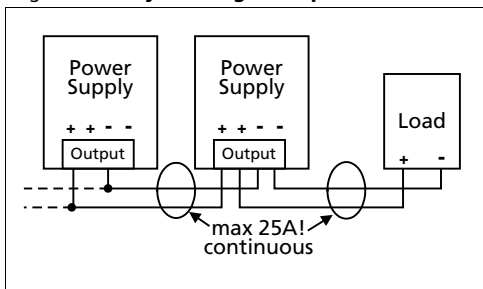 Power
Supply
+ + - -
Output
Power
Supply
+ + - -
Output
Load
+ -
max 25A!
continuous